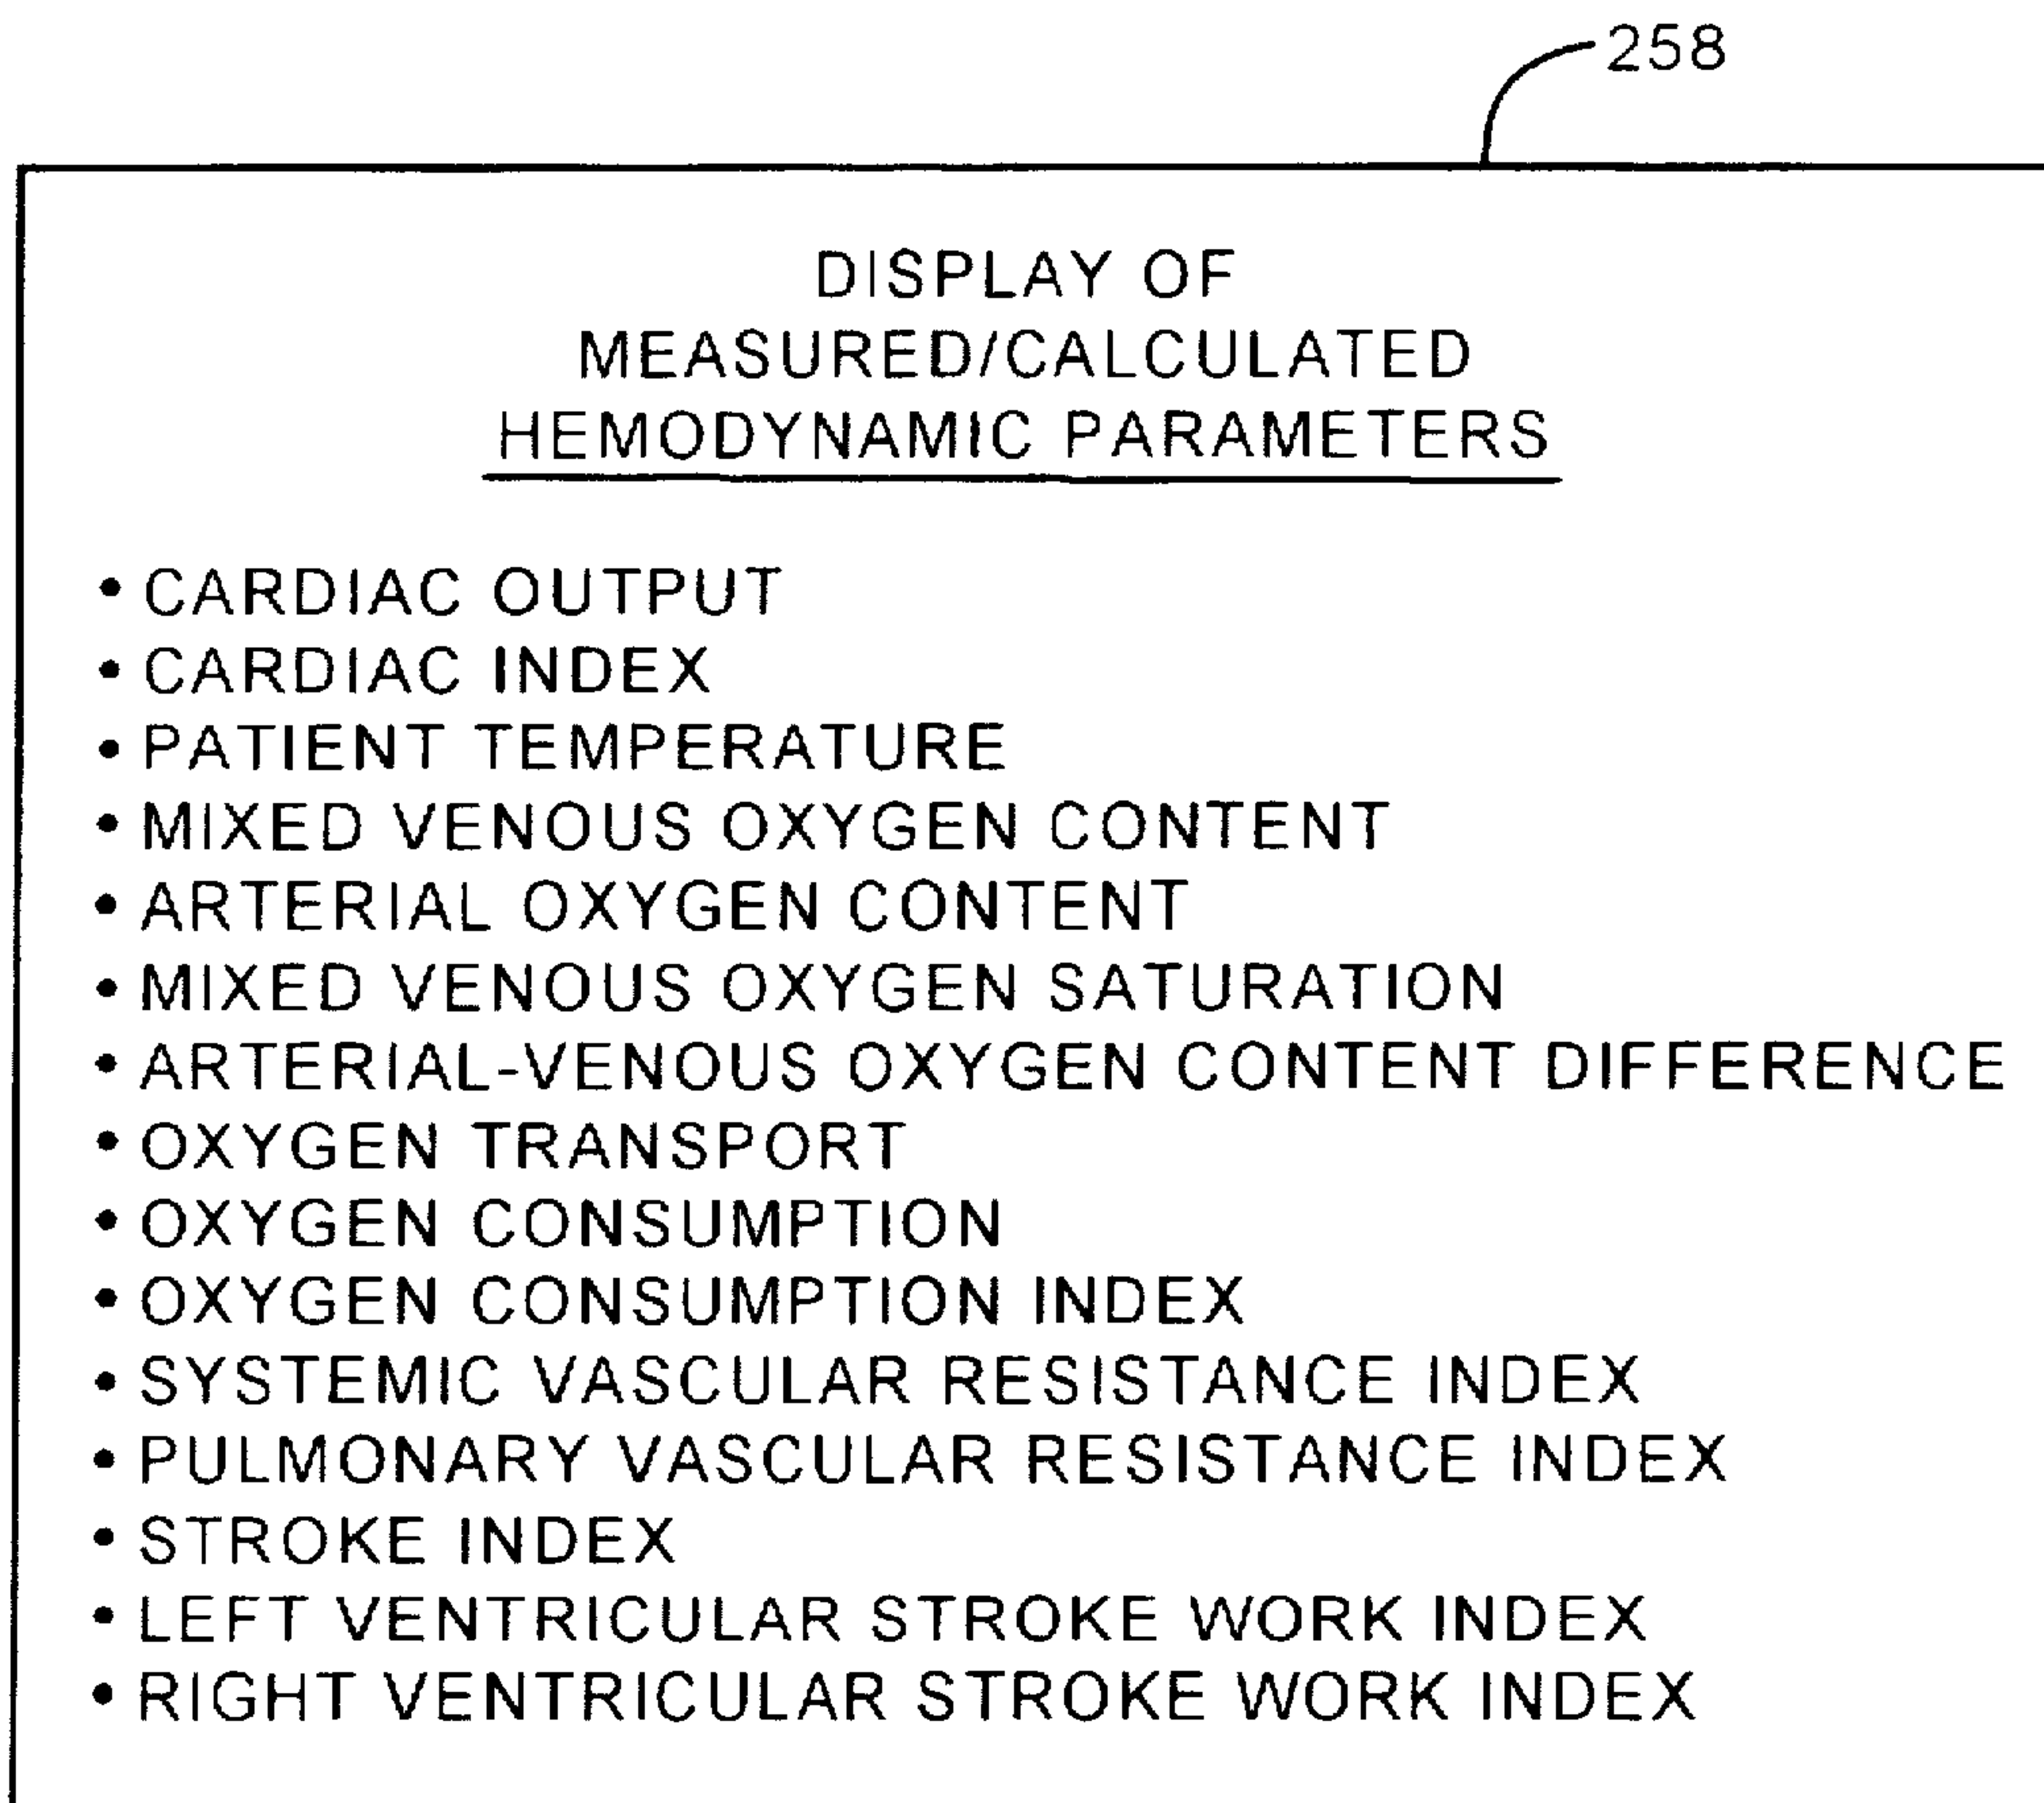 258
DISPLAY OF
MEASURED/CALCULATED
HEMODYNAMIC PARAMETERS
• CARDIAC OUTPUT
• CARDIAC INDEX
• PATIENT TEMPERATURE
• MIXED VENOUS OXYGEN CONTENT
• ARTERIAL OXYGEN CONTENT
• MIXED VENOUS OXYGEN SATURATION
• ARTERIAL-VENOUS OXYGEN CONTENT DIFFERENCE
• OXYGEN TRANSPORT
• OXYGEN CONSUMPTION
• OXYGEN CONSUMPTION INDEX
• SYSTEMIC VASCULAR RESISTANCE INDEX
• PULMONARY VASCULAR RESISTANCE INDEX
• STROKE INDEX
• LEFT VENTRICULAR STROKE WORK INDEX
• RIGHT VENTRICULAR STROKE WORK INDEX